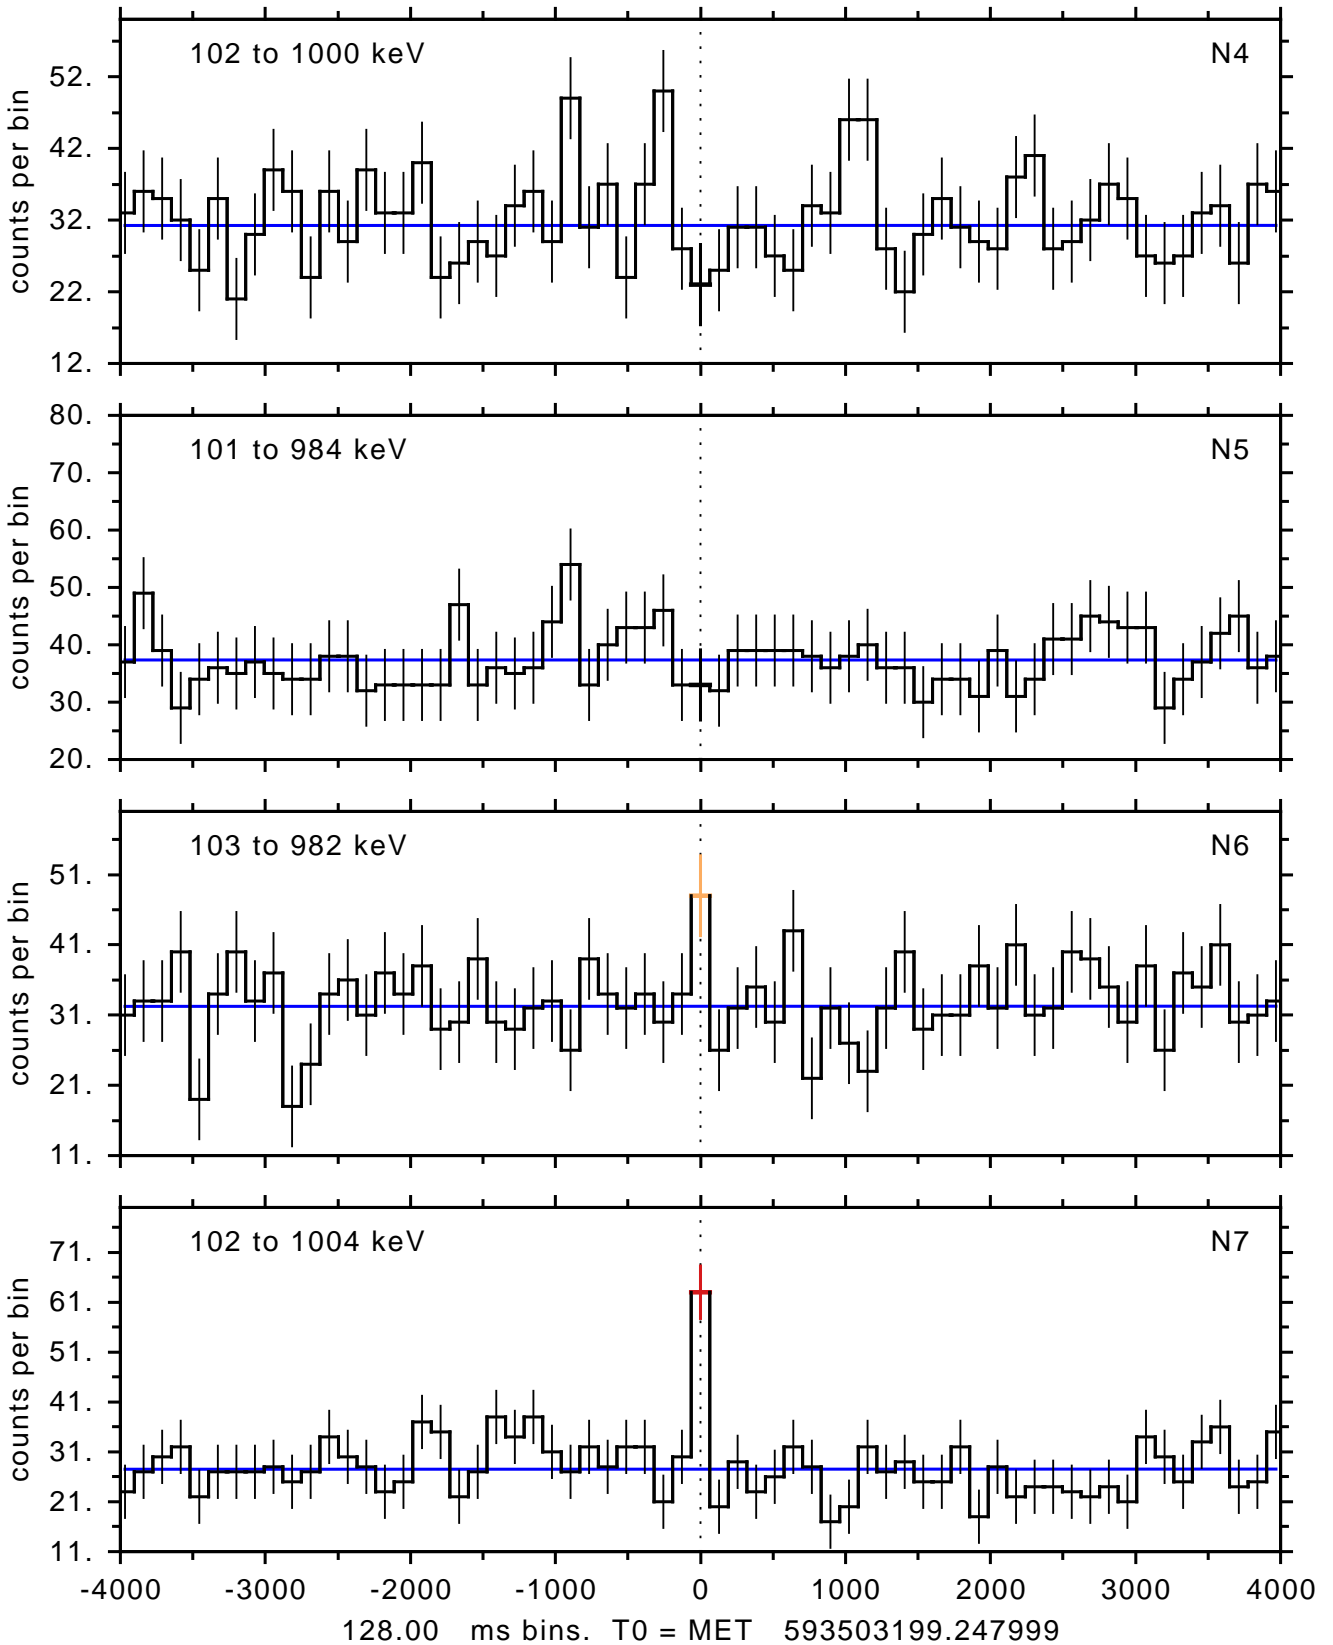 102 to 1000 keV N4
52.
42.
32.
22.
12.
counts per bin
80.
101 to 984 keV N5
70.
60.
50.
40.
30.
20.
counts per bin
103 to 982 keV N6
51.
41.
31.
21.
11.
counts per bin
102 to 1004 keV N7
71.
61.
51.
41.
31.
21.
11.
counts per bin
-4000 -3000 -2000 -1000 0 1000 2000 3000 4000
128.00 ms bins. T0 = MET 593503199.247999